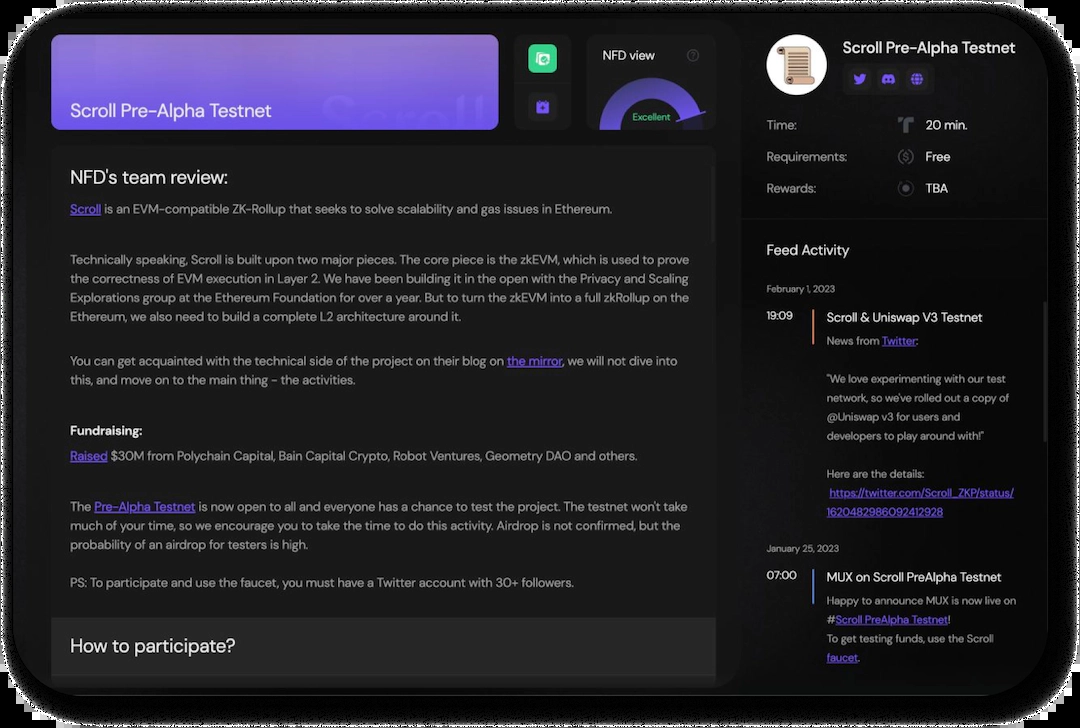 Scroll Pre-Alpha Testnet
Scroll
NFD view
Excellent
NFD's team review:
Scroll is an EVM-compatible ZK-Rollup that seeks to solve scalability and gas issues in Ethereum.
Technically speaking, Scroll is built upon two major pieces. The core piece is the zkEVM, which is used to prove
the correctness of EVM execution in Layer 2. We have been building it in the open with the Privacy and Scaling
Explorations group at the Ethereum Foundation for over a year. But to turn the zkEVM into a full zkRollup on the
Ethereum, we also need to build a complete L2 architecture around it.
You can get acquainted with the technical side of the project on their blog on the mirror, we will not dive into
this, and move on to the main thing - the activities.
Fundraising:
Raised $30M from Polychain Capital, Bain Capital Crypto, Robot Ventures, Geometry DAO and others.
The Pre-Alpha Testnet is now open to all and everyone has a chance to test the project. The testnet won't take
much of your time, so we encourage you to take the time to do this activity. Airdrop is not confirmed, but the
probability of an airdrop for testers is high.
PS: To participate and use the faucet, you must have a Twitter account with 30+ followers.
How to participate?
Scroll Pre-Alpha Testnet
Time: 20 min.
Requirements: Free
Rewards: TBA
Feed Activity
February 1, 2023
19:09 Scroll & Uniswap V3 Testnet
News from Twitter:
"We love experimenting with our test
network, so we've rolled out a copy of
@Uniswap v3 for users and
developers to play around with!"
Here are the details:
https://twitter.com/Scroll_ZKP/status/
1620482986092412928
January 25, 2023
07:00 MUX on Scroll PreAlpha Testnet
Happy to announce MUX is now live on
#Scroll PreAlpha Testnet!
To get testing funds, use the Scroll
faucet.